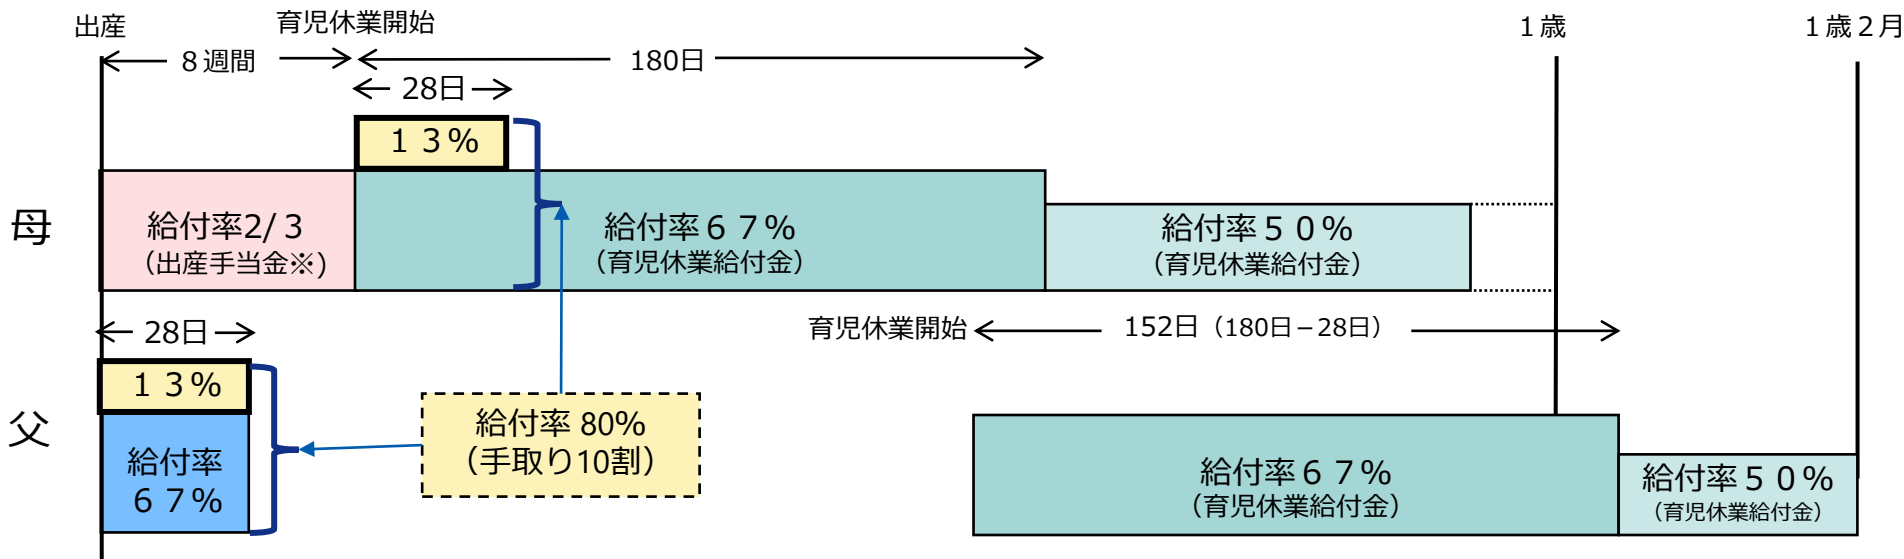 出産
育児休業開始
１歳
１歳２月
８週間
180日
28日
１３%
母
給付率2/３
（出産手当金※）
給付率６７%
（育児休業給付金）
給付率５０%
（育児休業給付金）
28日
育児休業開始
152日（180日－28日）
１３%
父
給付率
６７%
給付率 80%
（手取り10割）
給付率６７%
（育児休業給付金）
給付率５０%
（育児休業給付金）